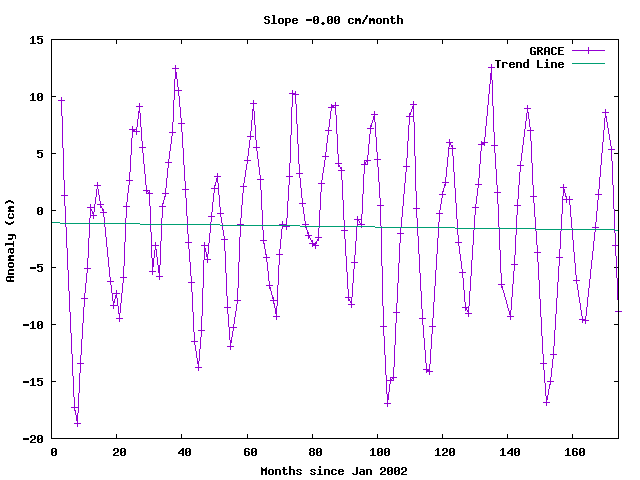 Slope -0.00 cm/month
15
GRACE
Trend Line
10
5
0
-5
-10
-15
-20
Anomaly (cm)
0 20 40 60 80 100 120 140 160
Months since Jan 2002